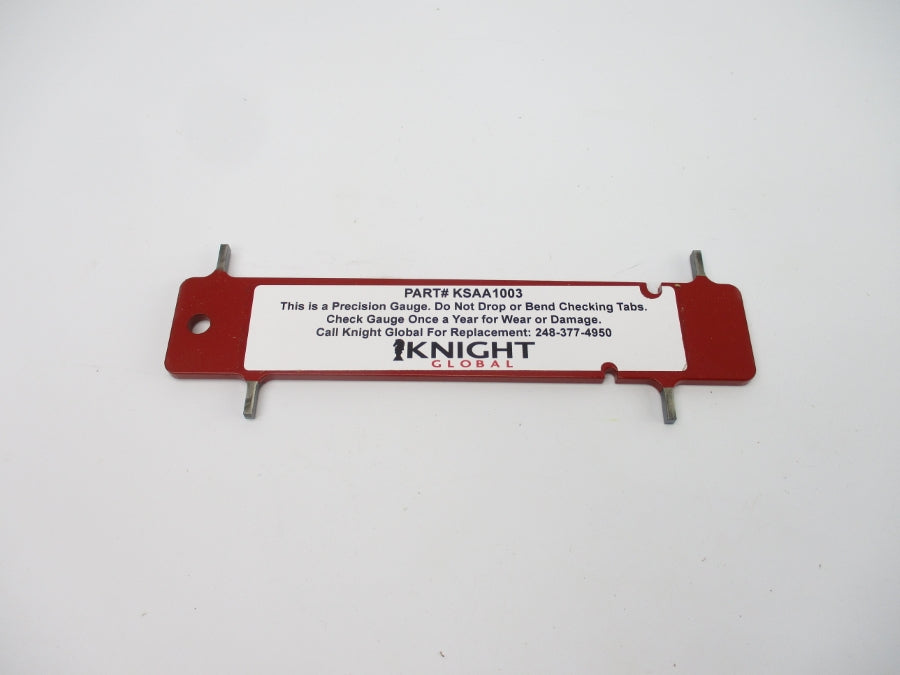 PART# KSAA1003
This is a Precision Gauge. Do Not Drop or Bend Checking Tabs.
Check Gauge Once a Year for Wear or Damage.
Call Knight Global For Replacement: 248-377-4950
KNIGHT
GLOBAL